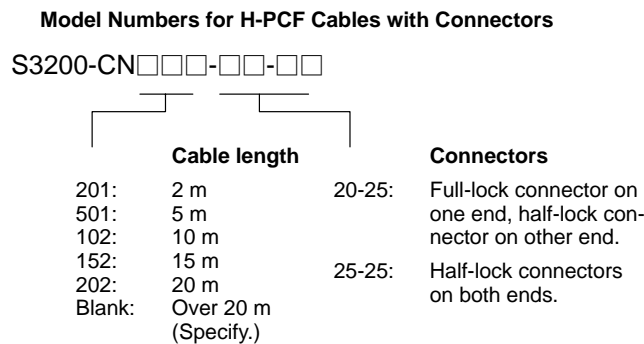 Model Numbers for H-PCF Cables with Connectors
S3200-CN□□□-□□-□□
Cable length
201: 2 m
501: 5 m
102: 10 m
152: 15 m
202: 20 m
Blank: Over 20 m
(Specify.)
Connectors
20-25: Full-lock connector on
one end, half-lock con-
nector on other end.
25-25: Half-lock connectors
on both ends.